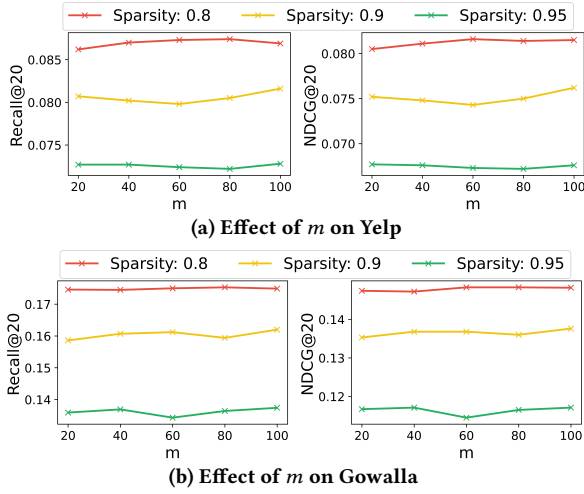 Sparsity: 0.8 Sparsity: 0.9 Sparsity: 0.95
Recall@20
0.085
0.080
0.075
20 40 60 80 100
m
NDCG@20
0.080
0.075
0.070
20 40 60 80 100
m
(a) Effect of m on Yelp
Sparsity: 0.8 Sparsity: 0.9 Sparsity: 0.95
Recall@20
0.17
0.16
0.15
0.14
20 40 60 80 100
m
NDCG@20
0.14
0.13
0.12
20 40 60 80 100
m
(b) Effect of m on Gowalla